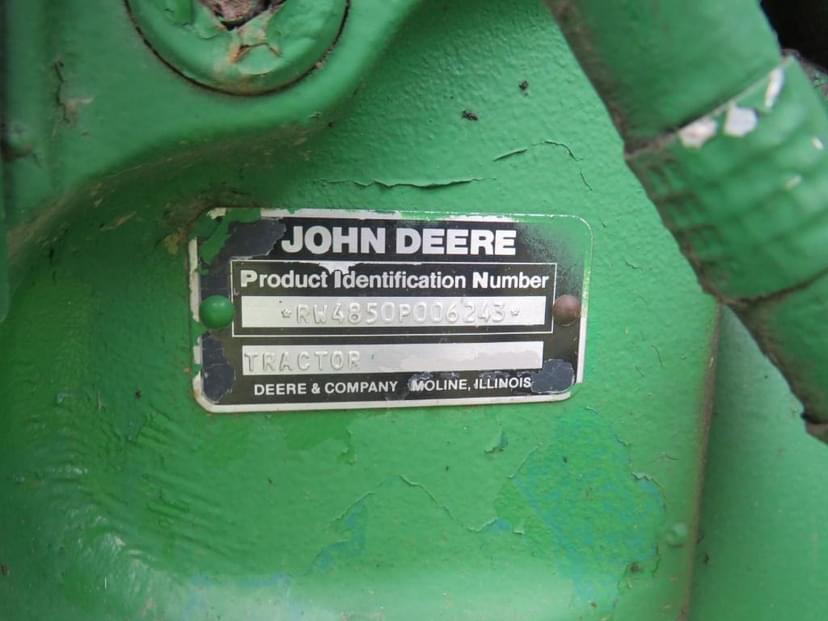 JOHN DEERE
Product Identification Number
*RW4850P006243*
TRACTOR
DEERE & COMPANY MOLINE, ILLINOIS